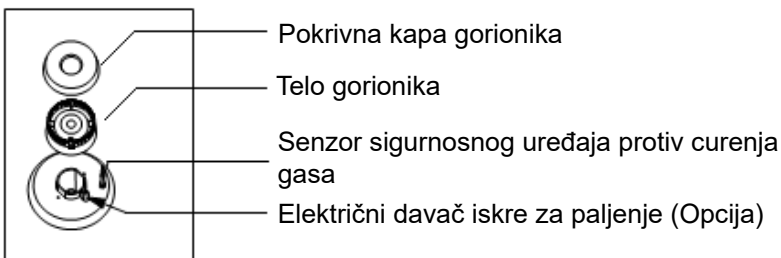 Pokrivna kapa gorionika
Telo gorionika
Senzor sigurnosnog uređaja protiv curenja
gasa
Električni davač iskre za paljenje (Opcija)